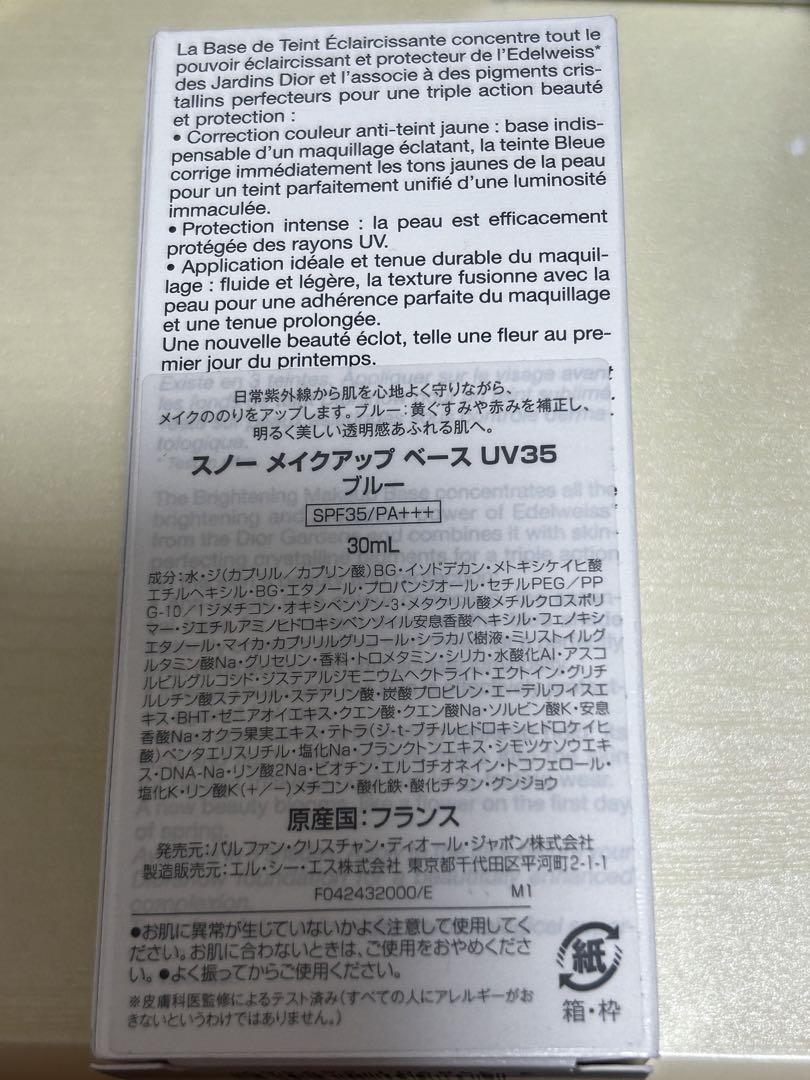 La Base de Teint Éclaircissante concentre tout le
pouvoir éclaircissant et protecteur de l'Edelweiss*
des Jardins Dior et l'associe à des pigments cris-
tallins perfecteurs pour une triple action beauté
et protection :
• Correction couleur anti-teint jaune : base indis-
pensable d'un maquillage éclatant, la teinte Bleue
corrige immédiatement les tons jaunes de la peau
pour un teint parfaitement unifié d'une luminosité
immaculée.
• Protection intense : la peau est efficacement
protégée des rayons UV.
• Application idéale et tenue durable du maquil-
lage : fluide et légère, la texture fusionne avec la
peau pour une adhérence parfaite du maquillage
et une tenue prolongée.
Une nouvelle beauté éclot, telle une fleur au pre-
mier jour du printemps.
日常紫外線から肌を心地よく守りながら、
メイクののりをアップします。ブルー:黄ぐすみや赤みを補正し、
明るく美しい透明感あふれる肌へ。
スノー メイクアップ ベース UV35
ブルー
SPF35/PA+++
30mL
成分:水・ジ(カプリル/カプリン酸)BG・イソドデカン・メトキシケイヒ酸
エチルヘキシル・BG・エタノール・プロパンジオール・セチルPEG/PP
G-10/1ジメチコン・オキシベンゾン-3・メタクリル酸メチルクロスポリ
マー・ジエチルアミノヒドロキシベンゾイル安息香酸ヘキシル・フェノキシ
エタノール・マイカ・カプリリルグリコール・シラカバ樹液・ミリストイルグ
ルタミン酸Na・グリセリン・香料・トロメタミン・シリカ・水酸化Al・アスコ
ルビルグルコシド・ジステアルジモニウムヘクトライト・エクトイン・グリチ
ルレチン酸ステアリル・ステアリン酸・炭酸プロピレン・エーデルワイスエ
キス・BHT・ゼニアオイエキス・クエン酸・クエン酸Na・ソルビン酸K・安息
香酸Na・オクラ果実エキス・テトラ(ジ-t-ブチルヒドロキシヒドロケイヒ
酸)ペンタエリスリチル・塩化Na・プランクトンエキス・シモツケソウエキ
ス・DNA-Na・リン酸2Na・ビオチン・エルゴチオネイン・トコフェロール・
塩化K・リン酸K(+/-)メチコン・酸化鉄・酸化チタン・グンジョウ
原産国:フランス
発売元:パルファン・クリスチャン・ディオール・ジャポン株式会社
製造販売元:エル・シー・エス株式会社 東京都千代田区平河町2-1-1
F042432000/E M1
●お肌に異常が生じていないかよく注意して使用してく
ださい。お肌に合わないときは、ご使用をおやめくださ
い。●よく振ってからご使用ください。
※皮膚科医監修によるテスト済み(すべての人にアレルギーがお
きないというわけではありません。)
紙
箱・枠